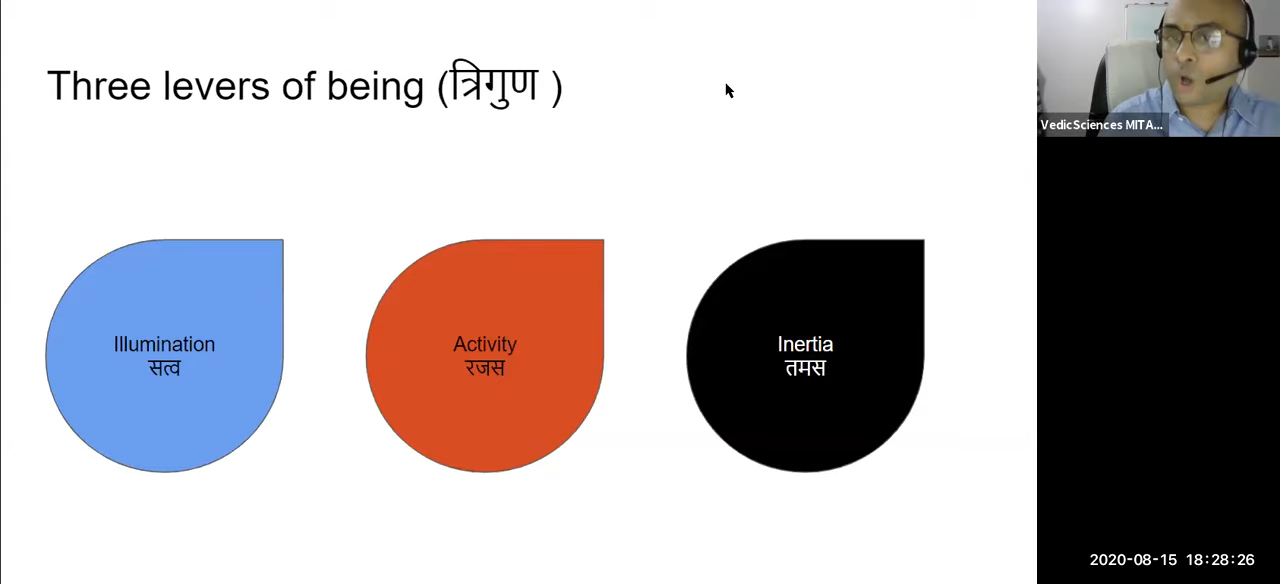 Three levers of being (त्रिगुण )
Illumination
सत्व
Activity
रजस
Inertia
तमस
VedicSciences MITA...
2020-08-15 18:28:26